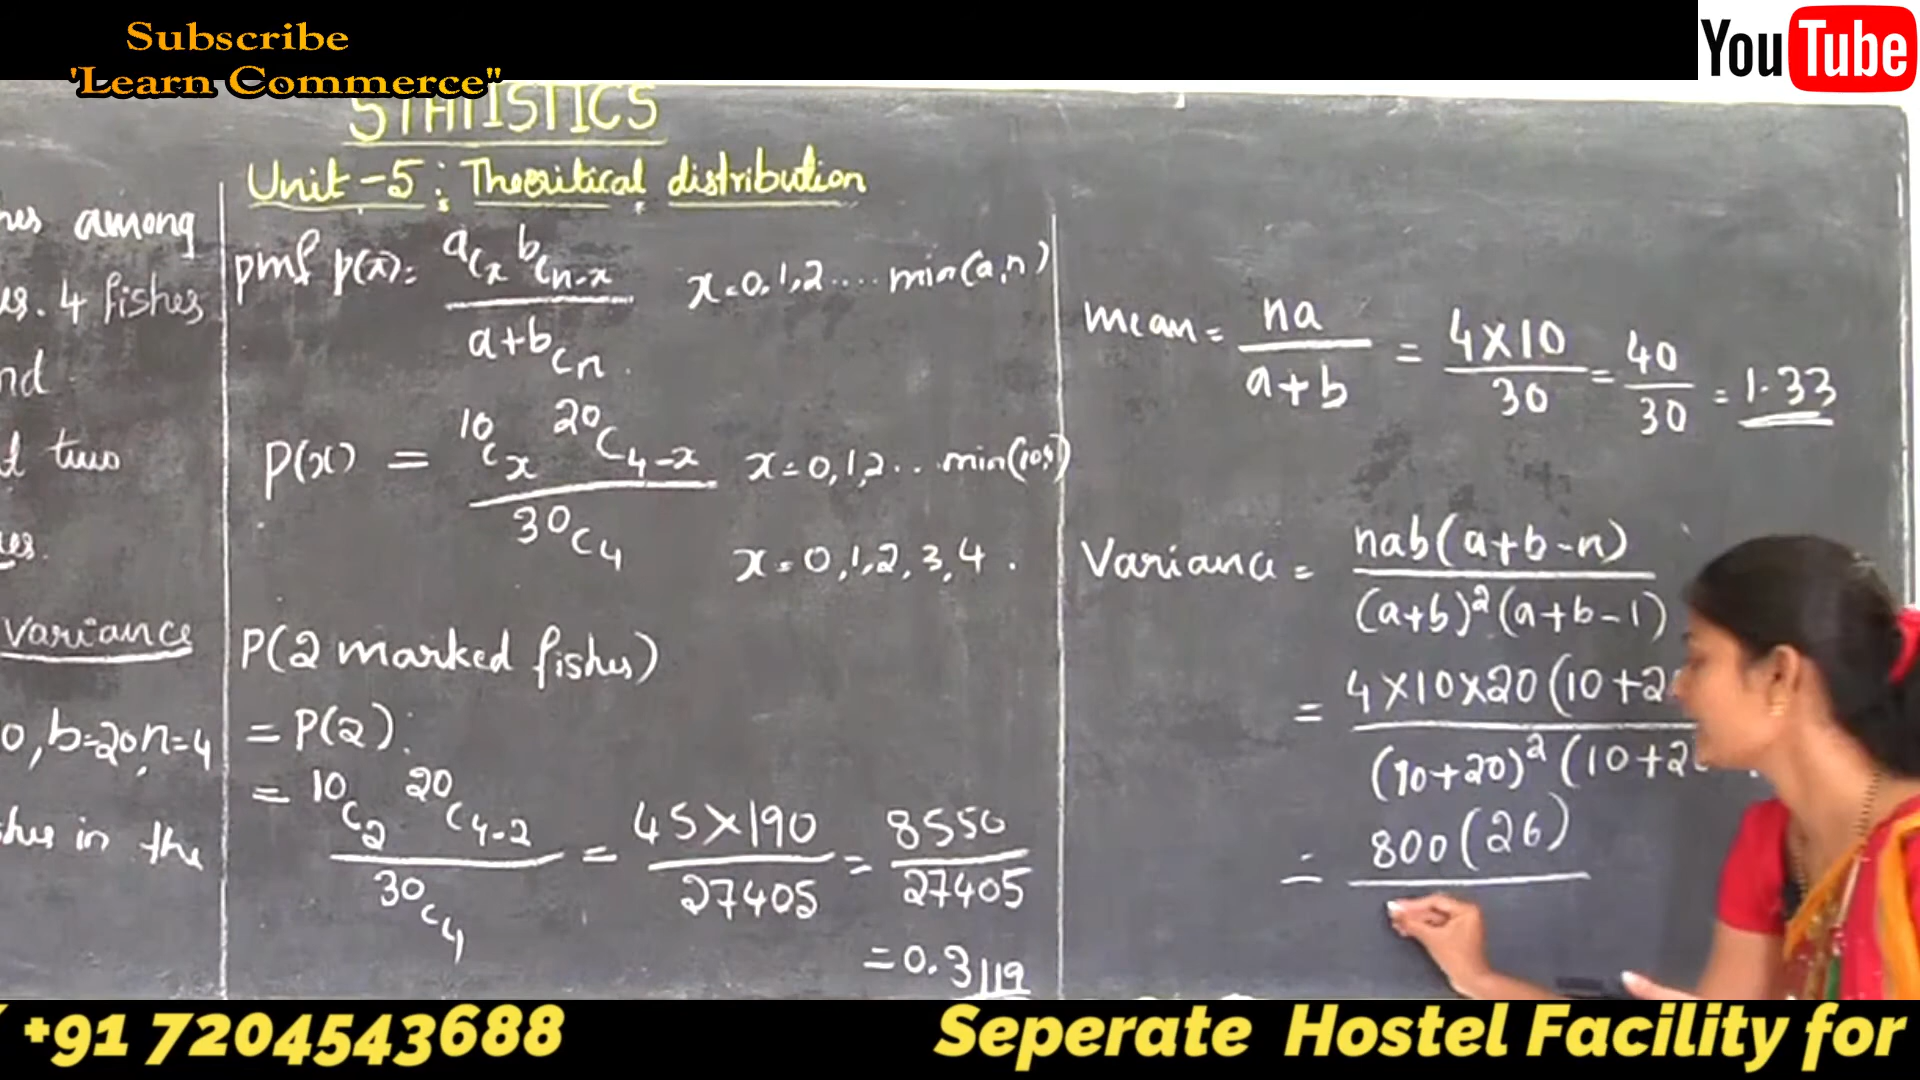 Subscribe
'Learn Commerce"
YouTube
STATISTICS
Unit-5: Theoritical distribution
among
4 fishes
two
Variance
0, b=20, n=4
in the
pmf p(x)= aCx bCn-x / a+bCn x=0,1,2.... min(a,n)
P(x) = 10Cx 20C4-x / 30C4 x=0,1,2.. min(10,4)
x=0,1,2,3,4.
P(2 marked fishes)
= P(2).
= 10C2 20C4-2 / 30C4 = 45×190 / 27405 = 8550 / 27405
=0.3119
mean = na / a+b = 4×10 / 30 = 40 / 30 = 1.33
Variance = nab(a+b-n) / (a+b)²(a+b-1)
= 4×10×20(10+2 / (10+20)²(10+2
= 800(26)
+91 7204543688
Seperate Hostel Facility for